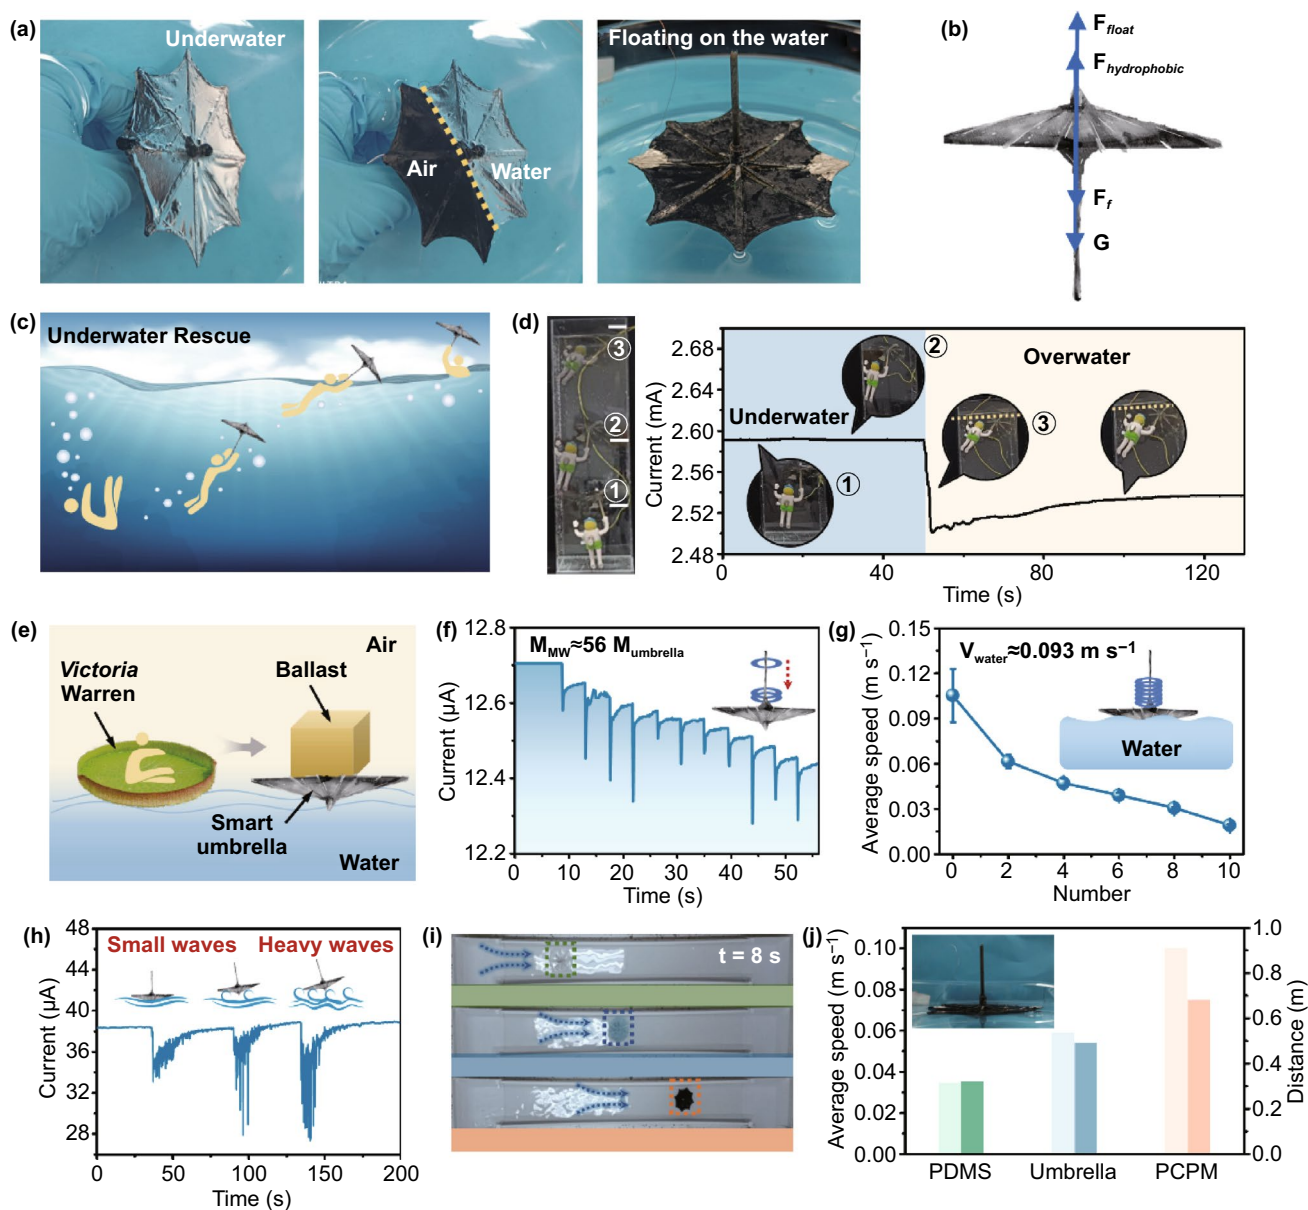 (a)
Underwater
Air
Water
Floating on the water
(b)
F_float
F_hydrophobic
F_f
G
(c)
Underwater Rescue
(d)
③
②
①
Current (mA)
2.68
2.64
2.60
2.56
2.52
2.48
Underwater
Overwater
①
②
③
0
40
80
120
Time (s)
(e)
Victoria
Warren
Air
Ballast
Smart
umbrella
Water
(f)
M_MW≈56 M_umbrella
Current (μA)
12.8
12.6
12.4
12.2
0
10
20
30
40
50
Time (s)
(g)
V_water≈0.093 m s⁻¹
Average speed (m s⁻¹)
0.15
0.12
0.09
0.06
0.03
0.00
Water
0
2
4
6
8
10
Number
(h)
Small waves
Heavy waves
Current (μA)
48
44
40
36
32
28
0
50
100
150
200
Time (s)
(i)
t = 8 s
(j)
Average speed (m s⁻¹)
0.10
0.08
0.06
0.04
0.02
0.00
1.0
0.8
0.6
0.4
0.2
0.0
Distance (m)
PDMS
Umbrella
PCPM